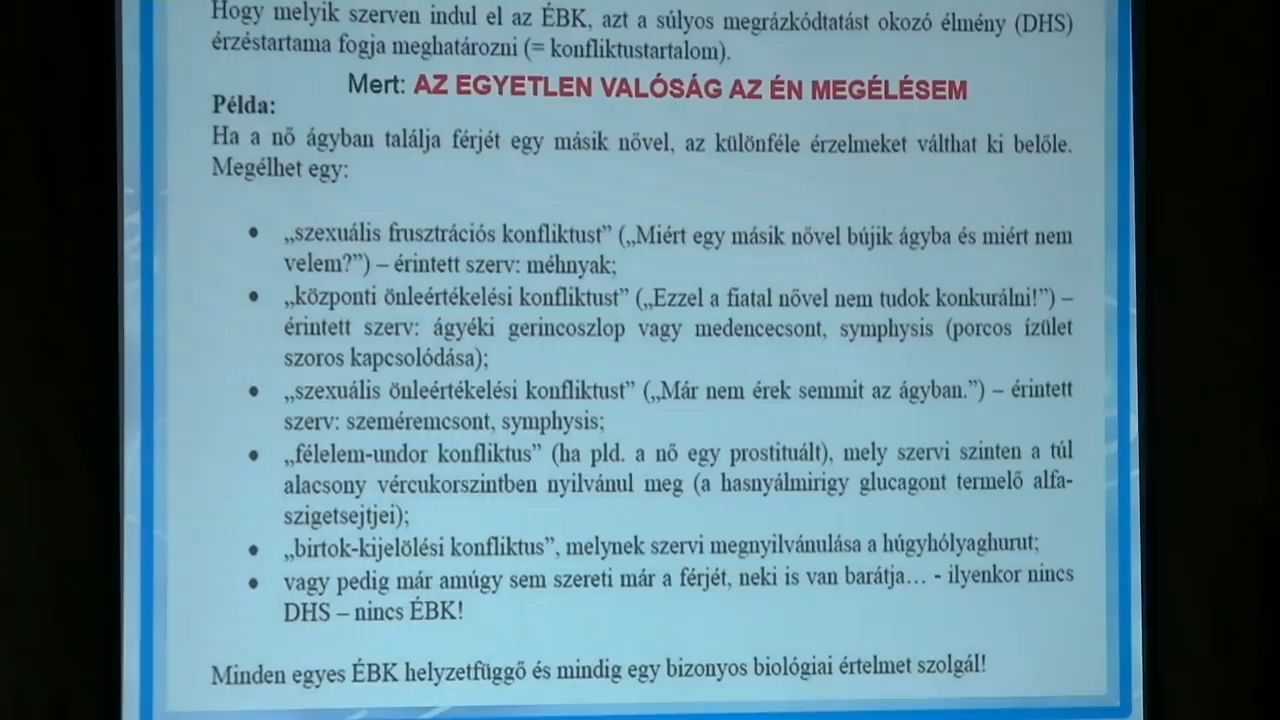 Hogy melyik szerven indul el az ÉBK, azt a súlyos megrázkódtatást okozó élmény (DHS)
érzéstartama fogja meghatározni (= konfliktustartalom).
Mert: AZ EGYETLEN VALÓSÁG AZ ÉN MEGÉLÉSEM
Példa:
Ha a nő ágyban találja férjét egy másik nővel, az különféle érzelmeket válthat ki belőle.
Megélhet egy:
• „szexuális frusztrációs konfliktust” („Miért egy másik nővel bújik ágyba és miért nem
velem?”) – érintett szerv: méhnyak;
• „központi önleértékelési konfliktust” („Ezzel a fiatal nővel nem tudok konkurálni!”) –
érintett szerv: ágyéki gerincoszlop vagy medencecsont, symphysis (porcos ízület
szoros kapcsolódása);
• „szexuális önleértékelési konfliktust” („Már nem érek semmit az ágyban.”) – érintett
szerv: szeméremcsont, symphysis;
• „félelem-undor konfliktus” (ha pld. a nő egy prostituált), mely szervi szinten a túl
alacsony vércukorszintben nyilvánul meg (a hasnyálmirigy glucagont termelő alfa-
szigetsejtjei);
• „birtok-kijelölési konfliktus”, melynek szervi megnyilvánulása a húgyhólyaghurut;
• vagy pedig már amúgy sem szereti már a férjét, neki is van barátja… - ilyenkor nincs
DHS – nincs ÉBK!
Minden egyes ÉBK helyzetfüggő és mindig egy bizonyos biológiai értelmet szolgál!